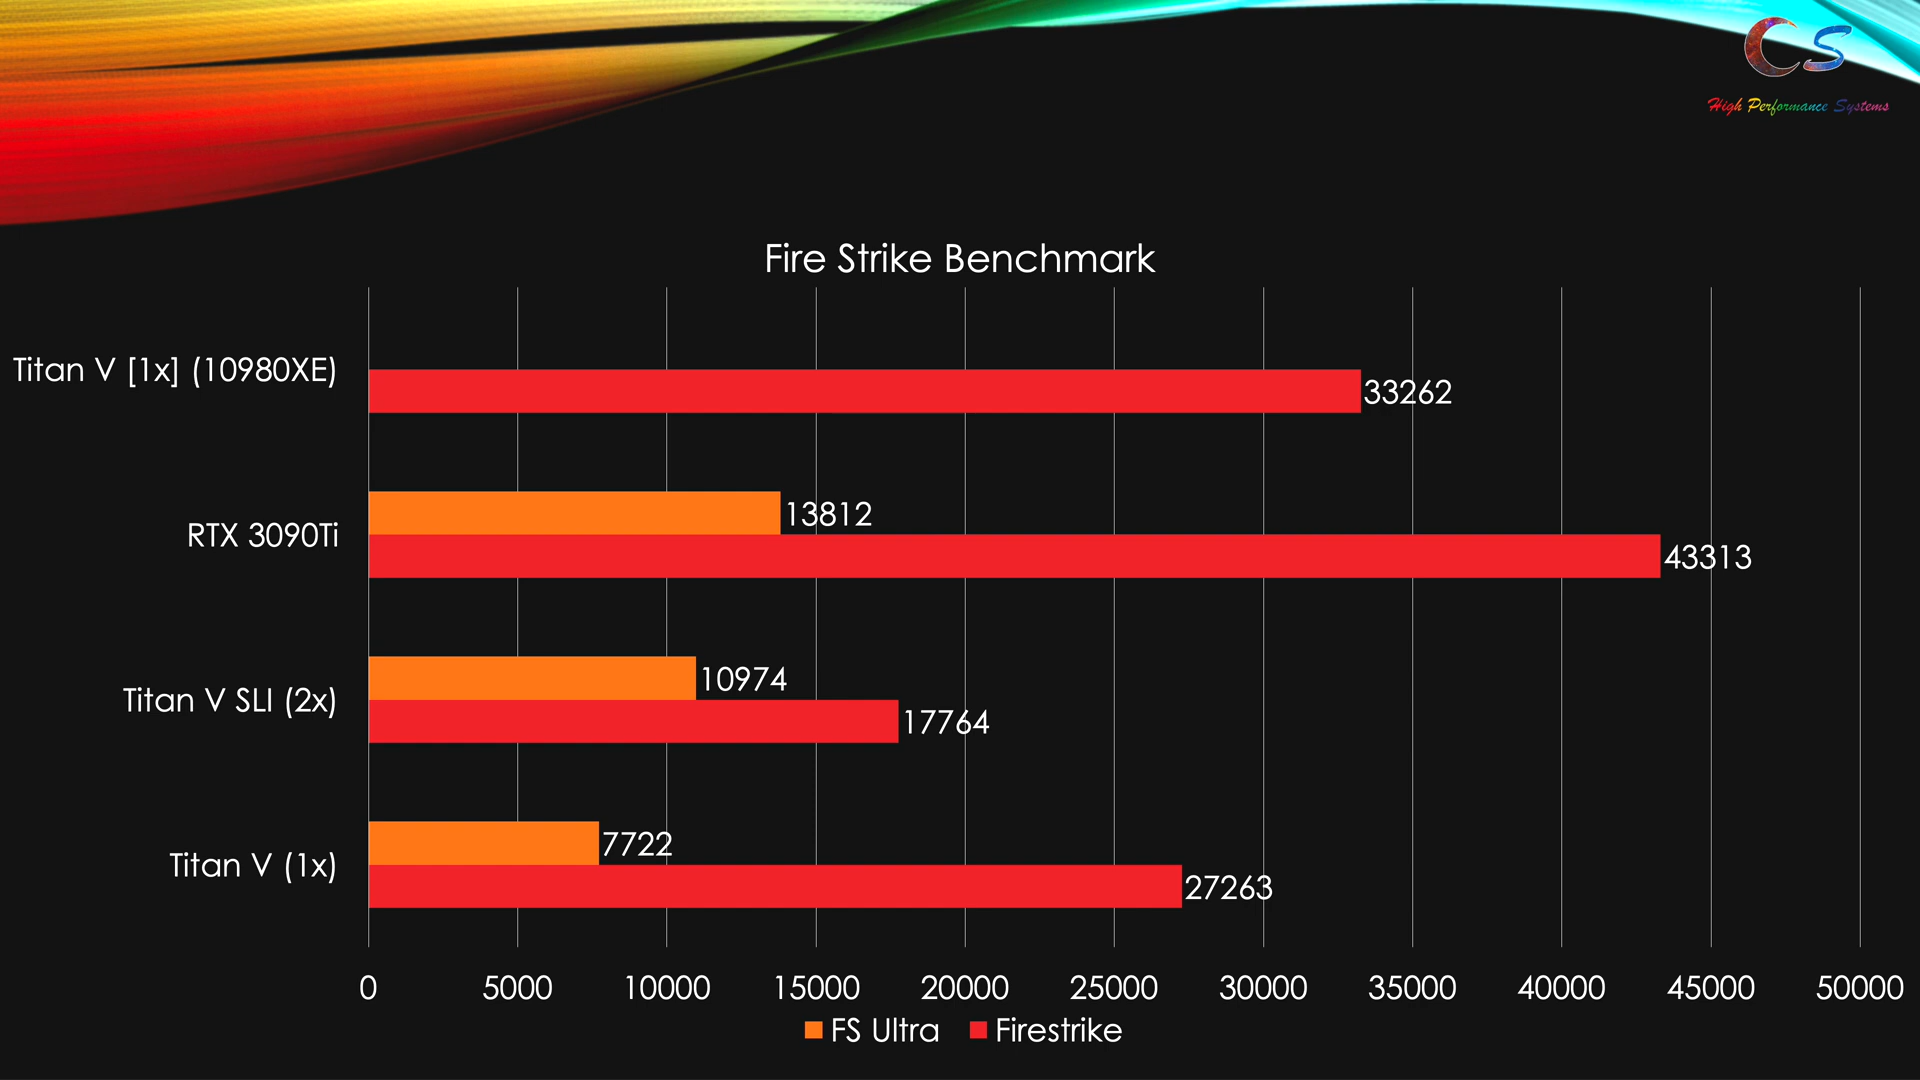 CS
High Performance Systems
Fire Strike Benchmark
Titan V [1x] (10980XE)
33262
13812
RTX 3090Ti
43313
10974
Titan V SLI (2x)
17764
7722
Titan V (1x)
27263
0 5000 10000 15000 20000 25000 30000 35000 40000 45000 50000
FS Ultra Firestrike